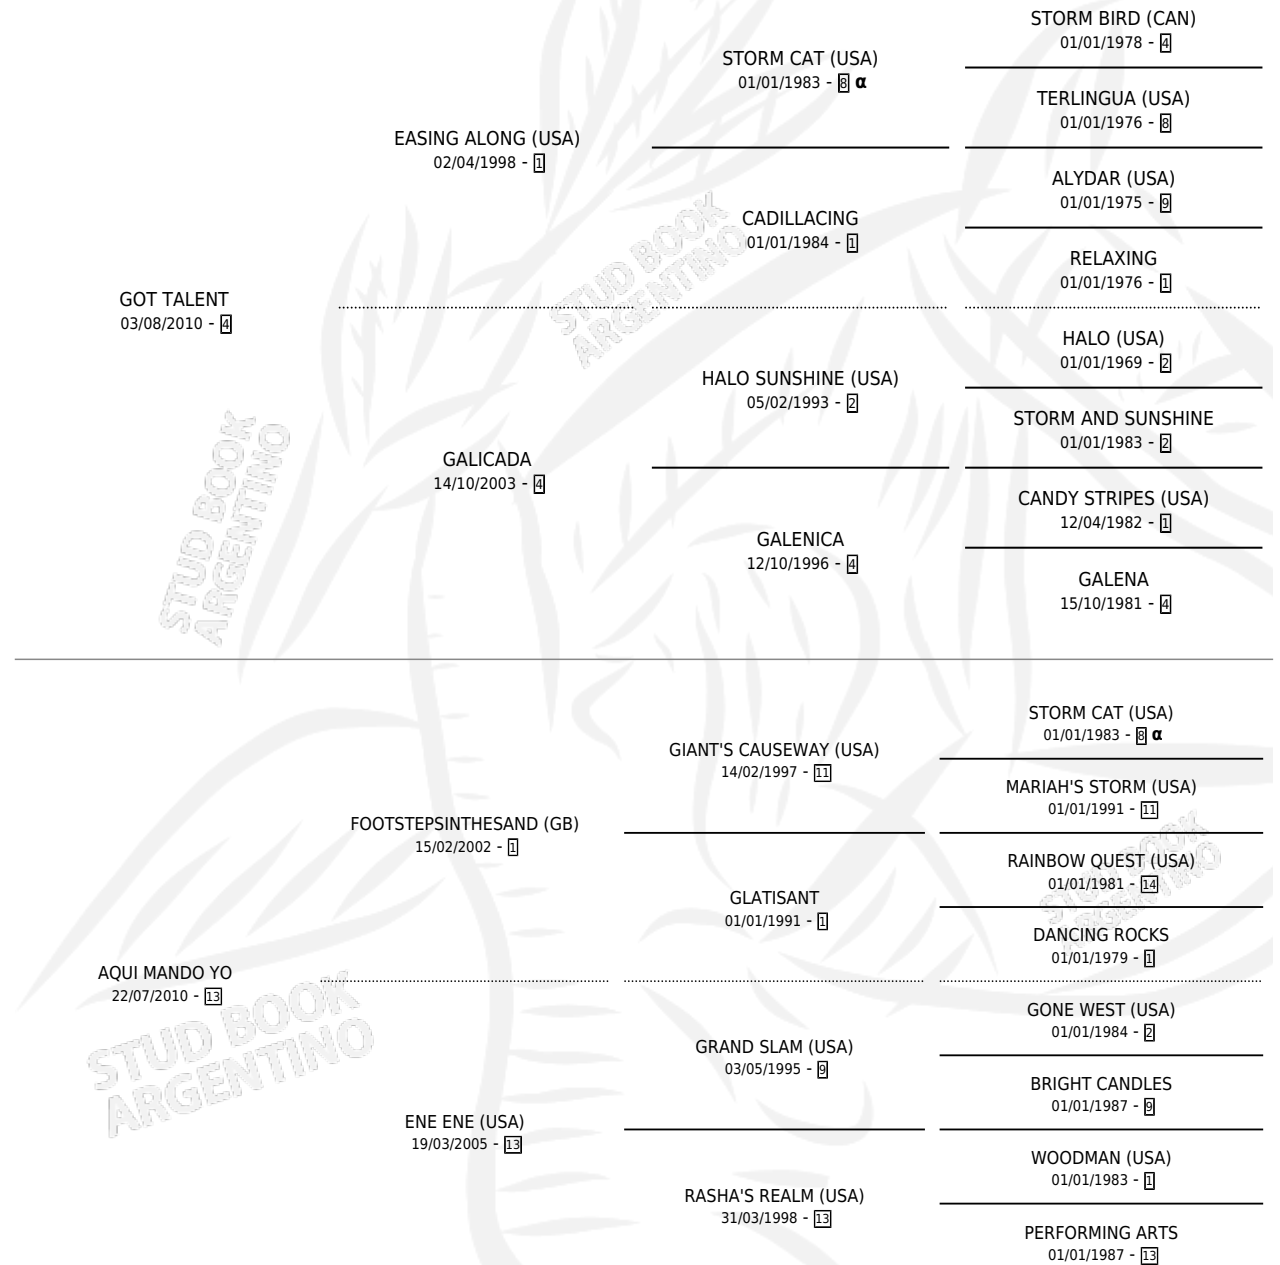 STORM BIRD (CAN)
01/01/1978 - 4
STORM CAT (USA)
01/01/1983 - 8 α
TERLINGUA (USA)
01/01/1976 - 8
EASING ALONG (USA)
02/04/1998 - 1
ALYDAR (USA)
01/01/1975 - 9
CADILLACING
01/01/1984 - 1
RELAXING
01/01/1976 - 1
GOT TALENT
03/08/2010 - 4
HALO (USA)
01/01/1969 - 2
HALO SUNSHINE (USA)
05/02/1993 - 2
STORM AND SUNSHINE
01/01/1983 - 2
GALICADA
14/10/2003 - 4
CANDY STRIPES (USA)
12/04/1982 - 1
GALENICA
12/10/1996 - 4
GALENA
15/10/1981 - 4
STUD BOOK
ARGENTINO
STUD BOOK
ARGENTINO
STORM CAT (USA)
01/01/1983 - 8 α
GIANT'S CAUSEWAY (USA)
14/02/1997 - 11
MARIAH'S STORM (USA)
01/01/1991 - 11
FOOTSTEPSINTHESAND (GB)
15/02/2002 - 1
RAINBOW QUEST (USA)
01/01/1981 - 14
GLATISANT
01/01/1991 - 1
DANCING ROCKS
01/01/1979 - 1
AQUI MANDO YO
22/07/2010 - 13
GONE WEST (USA)
01/01/1984 - 2
GRAND SLAM (USA)
03/05/1995 - 9
BRIGHT CANDLES
01/01/1987 - 9
ENE ENE (USA)
19/03/2005 - 13
WOODMAN (USA)
01/01/1983 - 1
RASHA'S REALM (USA)
31/03/1998 - 13
PERFORMING ARTS
01/01/1987 - 13
STUD BOOK
ARGENTINO
STUD BOOK
ARGENTINO